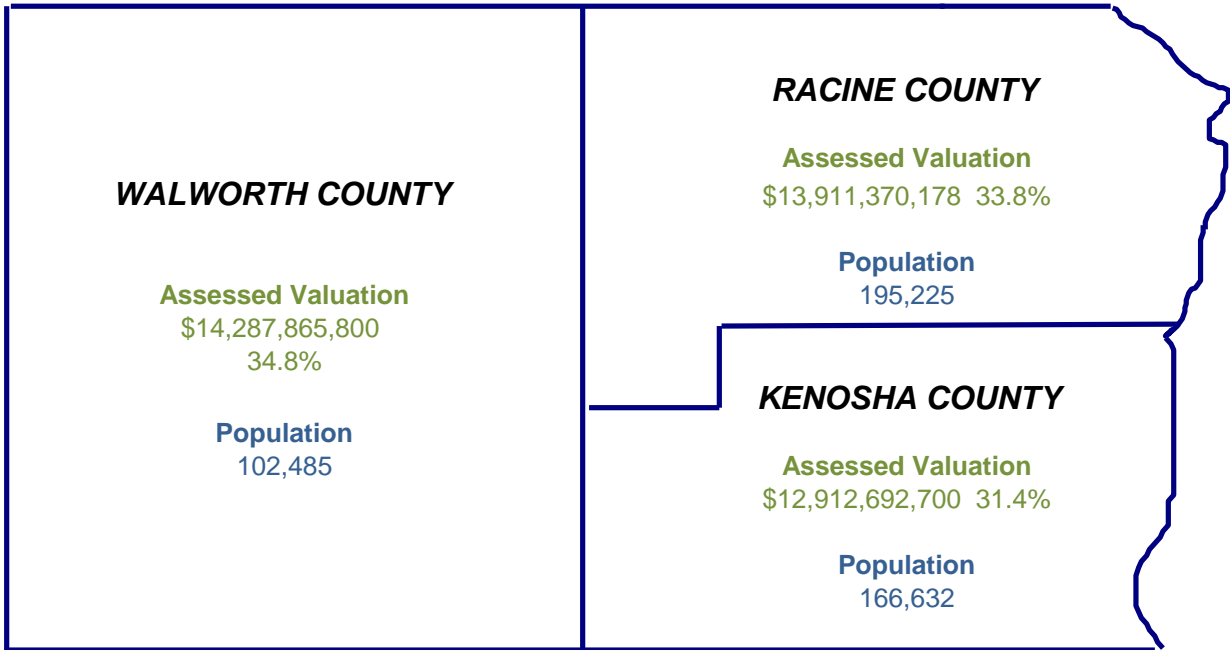 WALWORTH COUNTY
Assessed Valuation
$14,287,865,800
34.8%
Population
102,485
RACINE COUNTY
Assessed Valuation
$13,911,370,178 33.8%
Population
195,225
KENOSHA COUNTY
Assessed Valuation
$12,912,692,700 31.4%
Population
166,632